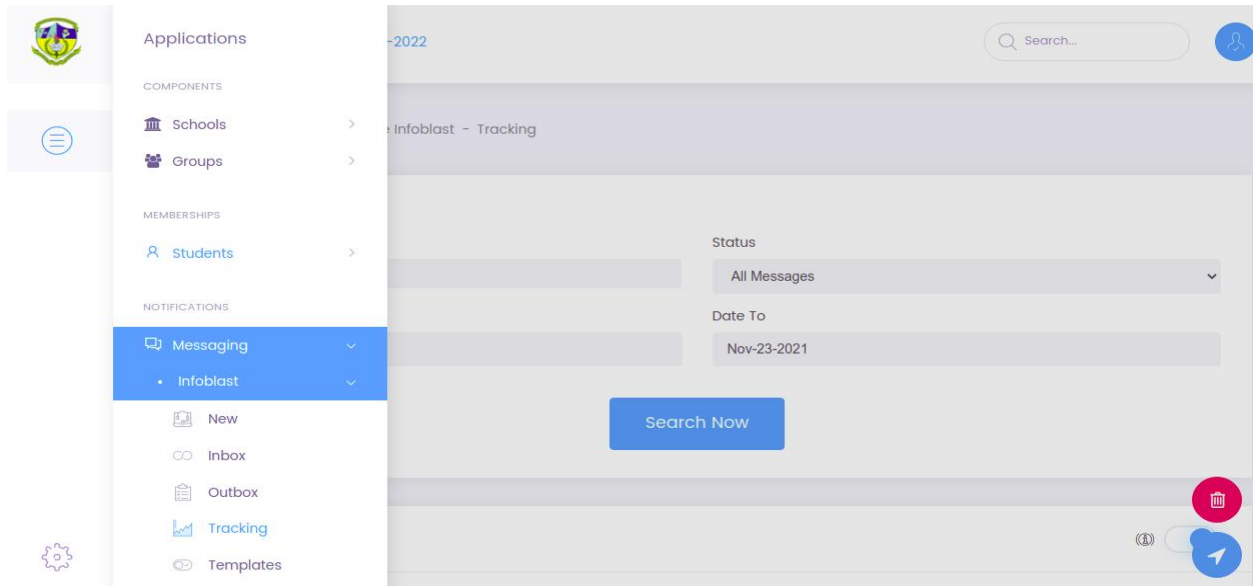 Applications
-2022
Search...
COMPONENTS
Schools
Infoblast - Tracking
Groups
MEMBERSHIPS
Students
Status
All Messages
NOTIFICATIONS
Date To
Messaging
Nov-23-2021
Infoblast
New
Search Now
Inbox
Outbox
Tracking
Templates